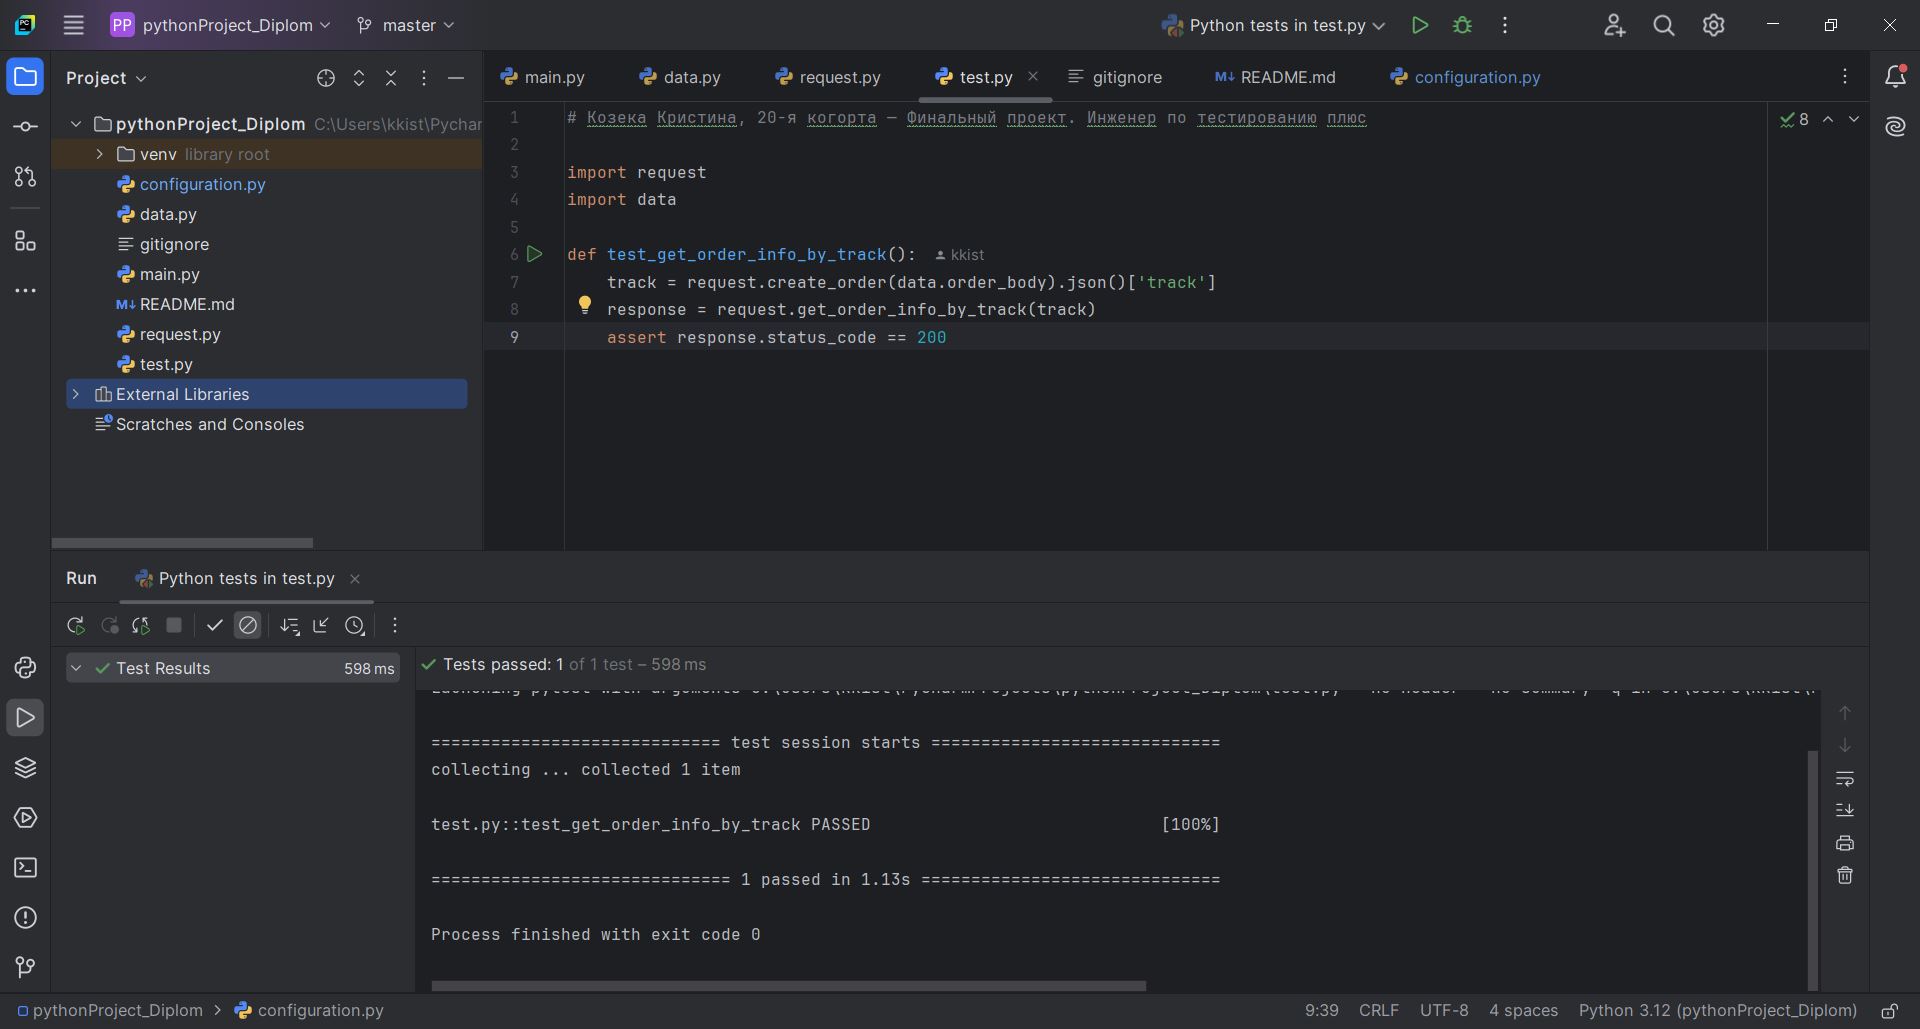 PP pythonProject_Diplom master Python tests in test.py
Project
main.py data.py request.py test.py gitignore M↓ README.md configuration.py
pythonProject_Diplom C:\Users\kkist\Pychar
venv library root
configuration.py
data.py
gitignore
main.py
M↓ README.md
request.py
test.py
External Libraries
Scratches and Consoles
8
1 # Козека Кристина, 20-я когорта — Финальный проект. Инженер по тестированию плюс
2
3 import request
4 import data
5
6 def test_get_order_info_by_track(): kkist
7 track = request.create_order(data.order_body).json()['track']
8 response = request.get_order_info_by_track(track)
9 assert response.status_code == 200
Run Python tests in test.py
Test Results 598 ms
Tests passed: 1 of 1 test – 598 ms
============================= test session starts =============================
collecting ... collected 1 item
test.py::test_get_order_info_by_track PASSED [100%]
============================== 1 passed in 1.13s ==============================
Process finished with exit code 0
pythonProject_Diplom > configuration.py 9:39 CRLF UTF-8 4 spaces Python 3.12 (pythonProject_Diplom)